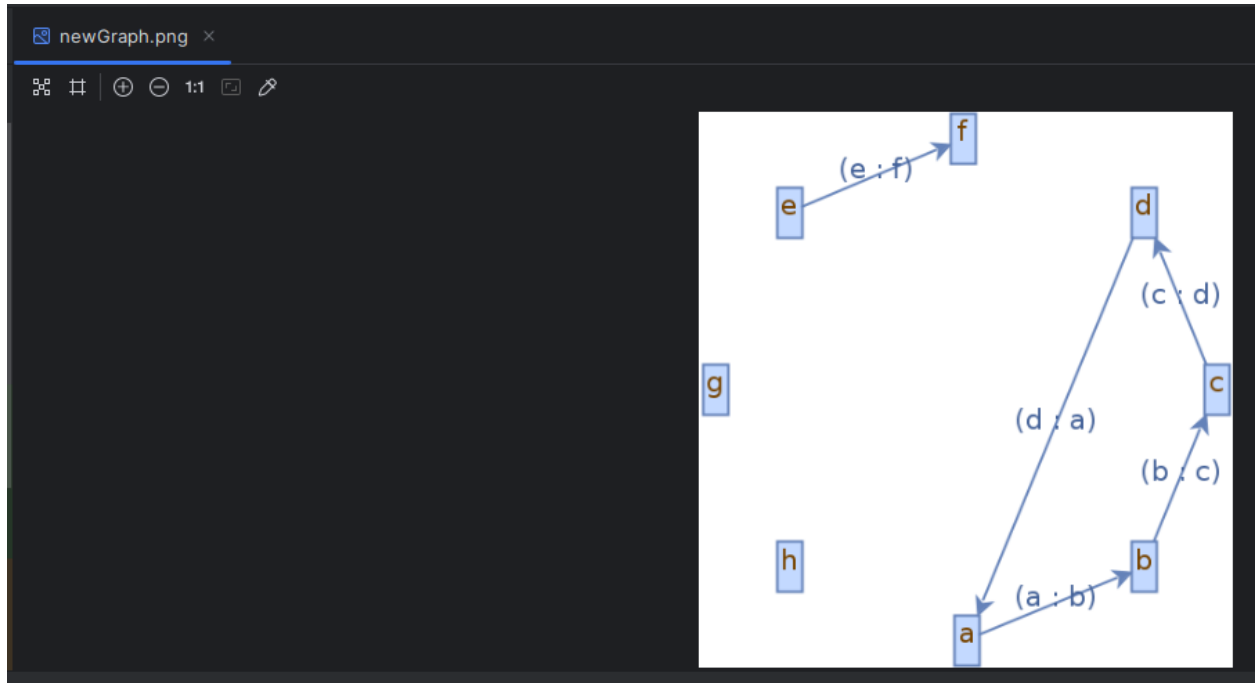 newGraph.png
1:1
f
(e : f)
e
d
(c : d)
g
c
(d : a)
(b : c)
h
b
(a : b)
a